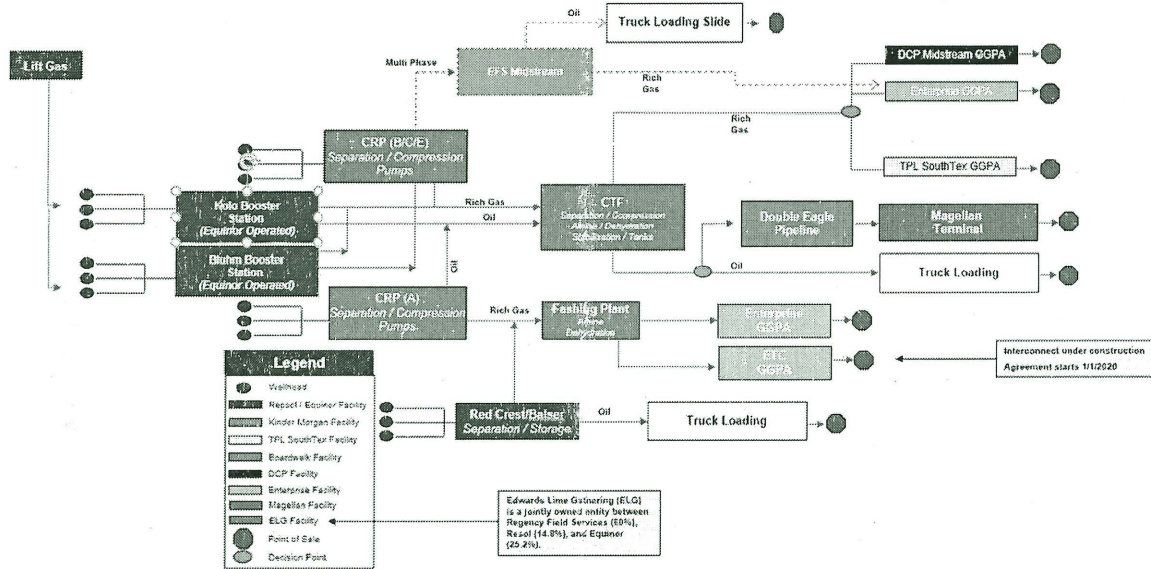 Lift Gas
Oil
Truck Loading Slide
Multi Phase
EFS Midstream
Rich
Gas
DCP Midstream GGPA
Enterprise GGPA
Rich
Gas
TPL SouthTex GGPA
CRP (B/C/E)
Separation / Compression
Pumps
Kolo Booster
Station
(Equinor Operated)
Rich Gas
Oil
CTF
Separation / Compression
Amine / Dehydration
Stabilization / Tanks
Double Eagle
Pipeline
Magellan
Terminal
Bluhm Booster
Station
(Equinor Operated)
Oil
Oil
Truck Loading
CRP (A)
Separation / Compression
Pumps
Rich Gas
Fashing Plant
Amine
Dehydration
Enterprise
GGPA
ETC
GGPA
Interconnect under construction
Agreement starts 1/1/2020
Legend
Wellhead
Repsol / Equinor Facility
Kinder Morgan Facility
TPL SouthTex Facility
Boardwalk Facility
DCP Facility
Enterprise Facility
Magellan Facility
ELG Facility
Point of Sale
Decision Point
Red Crest/Balser
Separation / Storage
Oil
Truck Loading
Edwards Lime Gathering (ELG)
is a jointly owned entity between
Regency Field Services (60%),
Resol (14.8%), and Equinor
(25.2%).